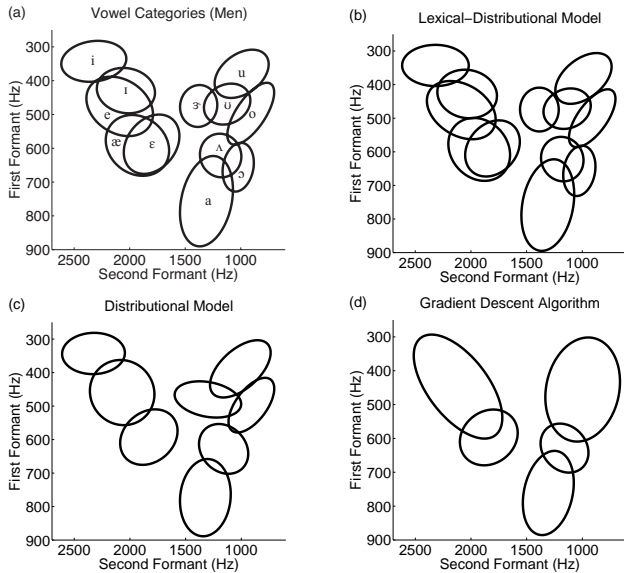 (a)
Vowel Categories (Men)
First Formant (Hz)
300
400
500
600
700
800
900
i
ɪ
e
æ
ɛ
u
ɝ
ʊ
o
ʌ
ɔ
a
2500
2000
1500
1000
Second Formant (Hz)
(b)
Lexical−Distributional Model
First Formant (Hz)
300
400
500
600
700
800
900
2500
2000
1500
1000
Second Formant (Hz)
(c)
Distributional Model
First Formant (Hz)
300
400
500
600
700
800
900
2500
2000
1500
1000
Second Formant (Hz)
(d)
Gradient Descent Algorithm
First Formant (Hz)
300
400
500
600
700
800
900
2500
2000
1500
1000
Second Formant (Hz)